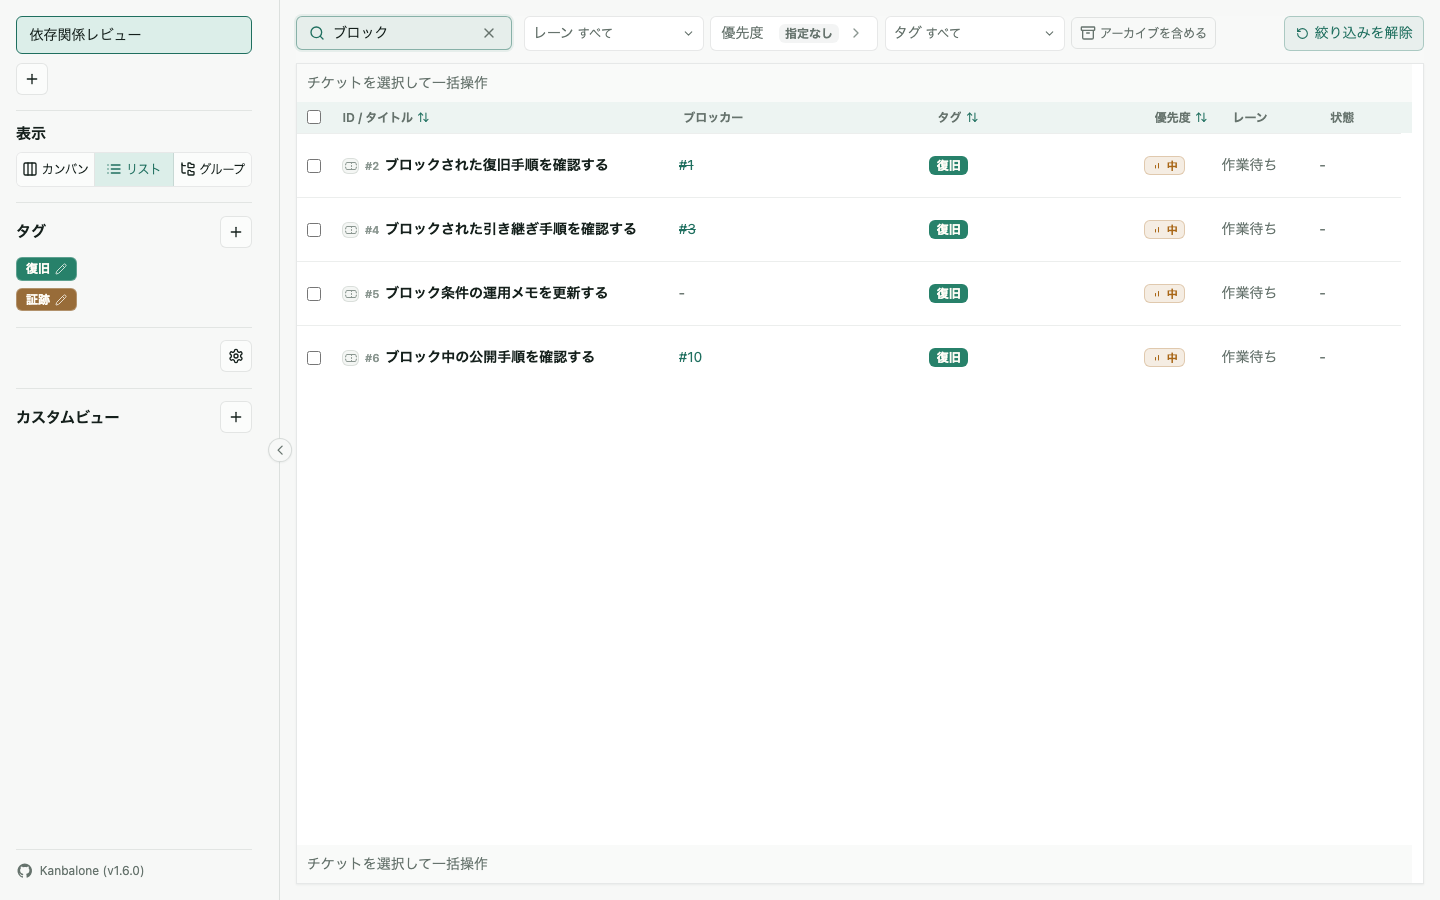 依存関係レビュー
表示
カンバン
リスト
グループ
タグ
復旧
証跡
カスタムビュー
Kanbalone (v1.6.0)
ブロック
レーン すべて
優先度 指定なし
タグ すべて
アーカイブを含める
絞り込みを解除
チケットを選択して一括操作
ID / タイトル ブロッカー タグ 優先度 レーン 状態
#2 ブロックされた復旧手順を確認する #1 復旧 中 作業待ち -
#4 ブロックされた引き継ぎ手順を確認する #3 復旧 中 作業待ち -
#5 ブロック条件の運用メモを更新する - 復旧 中 作業待ち -
#6 ブロック中の公開手順を確認する #10 復旧 中 作業待ち -
チケットを選択して一括操作